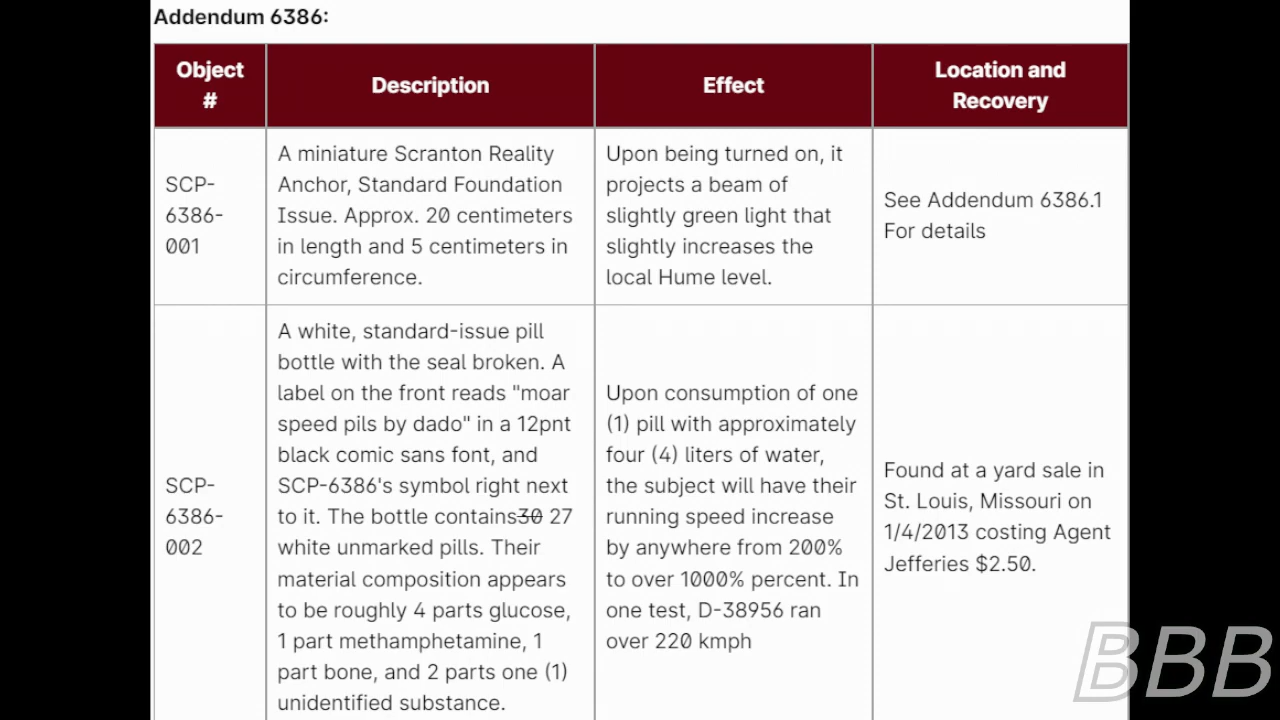 Addendum 6386:
Object
#
Description
Effect
Location and
Recovery
SCP-
6386-
001
A miniature Scranton Reality
Anchor, Standard Foundation
Issue. Approx. 20 centimeters
in length and 5 centimeters in
circumference.
Upon being turned on, it
projects a beam of
slightly green light that
slightly increases the
local Hume level.
See Addendum 6386.1
For details
SCP-
6386-
002
A white, standard-issue pill
bottle with the seal broken. A
label on the front reads "moar
speed pils by dado" in a 12pnt
black comic sans font, and
SCP-6386's symbol right next
to it. The bottle contains30 27
white unmarked pills. Their
material composition appears
to be roughly 4 parts glucose,
1 part methamphetamine, 1
part bone, and 2 parts one (1)
unidentified substance.
Upon consumption of one
(1) pill with approximately
four (4) liters of water,
the subject will have their
running speed increase
by anywhere from 200%
to over 1000% percent. In
one test, D-38956 ran
over 220 kmph
Found at a yard sale in
St. Louis, Missouri on
1/4/2013 costing Agent
Jefferies $2.50.
BBB